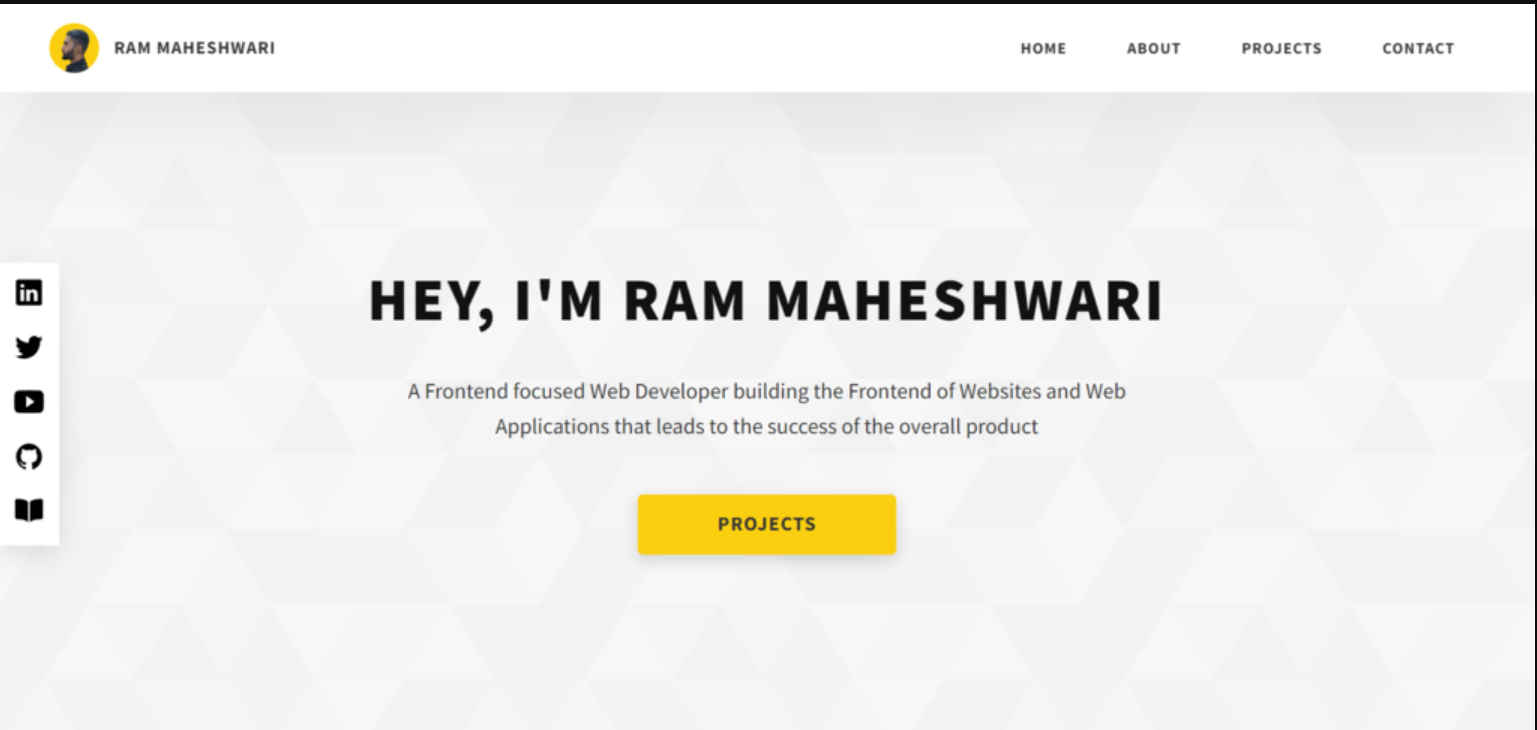 RAM MAHESHWARI
HOME ABOUT PROJECTS CONTACT
HEY, I'M RAM MAHESHWARI
A Frontend focused Web Developer building the Frontend of Websites and Web
Applications that leads to the success of the overall product
PROJECTS
in